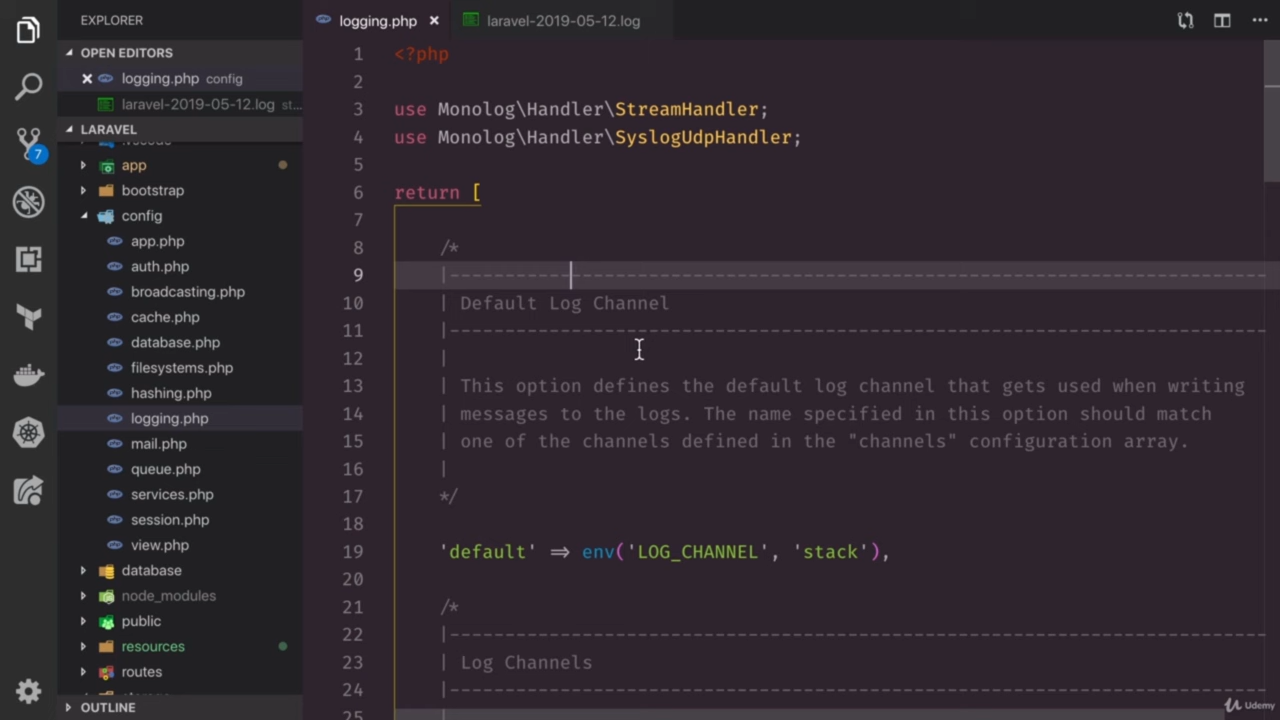 EXPLORER
OPEN EDITORS
logging.php config
laravel-2019-05-12.log st...
LARAVEL
.vscode
app
bootstrap
config
app.php
auth.php
broadcasting.php
cache.php
database.php
filesystems.php
hashing.php
logging.php
mail.php
queue.php
services.php
session.php
view.php
database
node_modules
public
resources
routes
OUTLINE
7
logging.php
laravel-2019-05-12.log
1 <?php
2
3 use Monolog\Handler\StreamHandler;
4 use Monolog\Handler\SyslogUdpHandler;
5
6 return [
7
8 /*
9 |--------------------------------------------------------------------------
10 | Default Log Channel
11 |--------------------------------------------------------------------------
12 |
13 | This option defines the default log channel that gets used when writing
14 | messages to the logs. The name specified in this option should match
15 | one of the channels defined in the "channels" configuration array.
16 |
17 */
18
19 'default' => env('LOG_CHANNEL', 'stack'),
20
21 /*
22 |--------------------------------------------------------------------------
23 | Log Channels
24 |--------------------------------------------------------------------------
25 |
Udemy